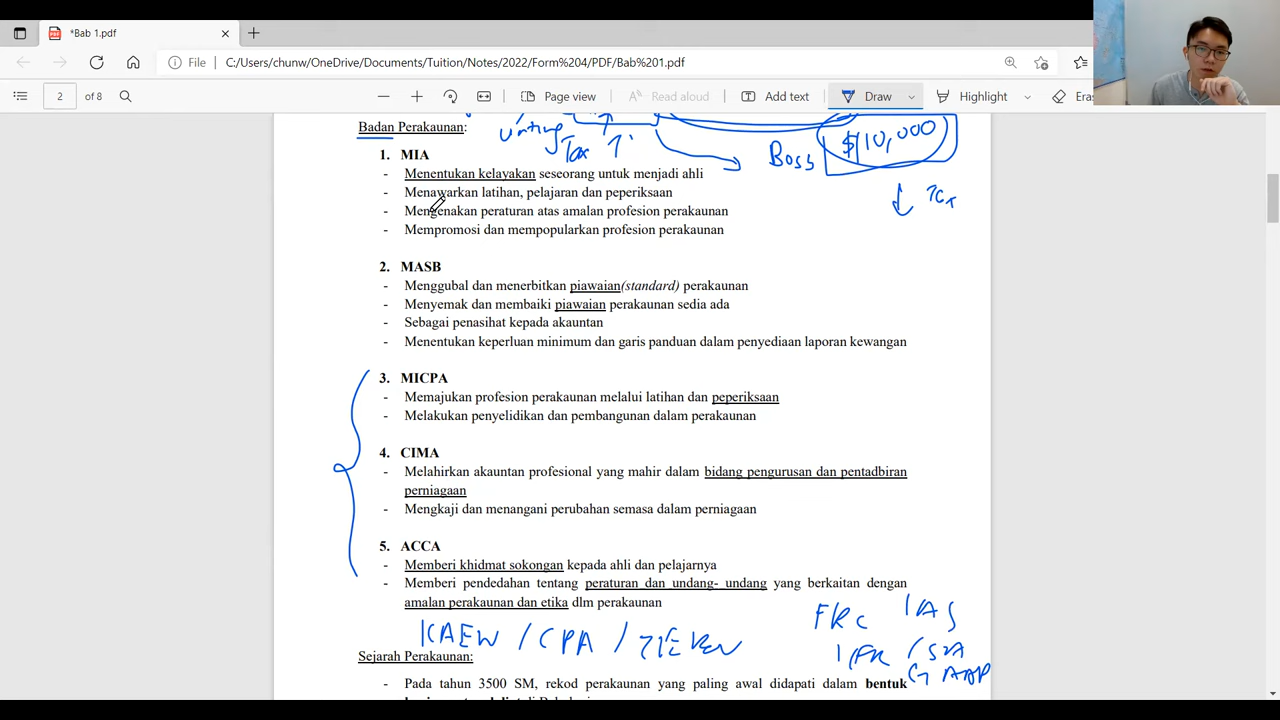 *Bab 1.pdf
File C:/Users/chunw/OneDrive/Documents/Tuition/Notes/2022/Form%204/PDF/Bab%201.pdf
2 of 8 Page view Read aloud Add text Draw Highlight Eras
Badan Perakaunan:
Untung Tax ↑ Boss $10,000
1. MIA
- Menentukan kelayakan seseorang untuk menjadi ahli
- Menawarkan latihan, pelajaran dan peperiksaan
- Mengenakan peraturan atas amalan profesion perakaunan
- Mempromosi dan mempopularkan profesion perakaunan
2. MASB
- Menggubal dan menerbitkan piawaian(standard) perakaunan
- Menyemak dan membaiki piawaian perakaunan sedia ada
- Sebagai penasihat kepada akauntan
- Menentukan keperluan minimum dan garis panduan dalam penyediaan laporan kewangan
3. MICPA
- Memajukan profesion perakaunan melalui latihan dan peperiksaan
- Melakukan penyelidikan dan pembangunan dalam perakaunan
4. CIMA
- Melahirkan akauntan profesional yang mahir dalam bidang pengurusan dan pentadbiran
perniagaan
- Mengkaji dan menangani perubahan semasa dalam perniagaan
5. ACCA
- Memberi khidmat sokongan kepada ahli dan pelajarnya
- Memberi pendedahan tentang peraturan dan undang- undang yang berkaitan dengan
amalan perakaunan dan etika dlm perakaunan
FRC IAS
ICAEW / CPA /
GAAP
Sejarah Perakaunan:
- Pada tahun 3500 SM, rekod perakaunan yang paling awal didapati dalam bentuk